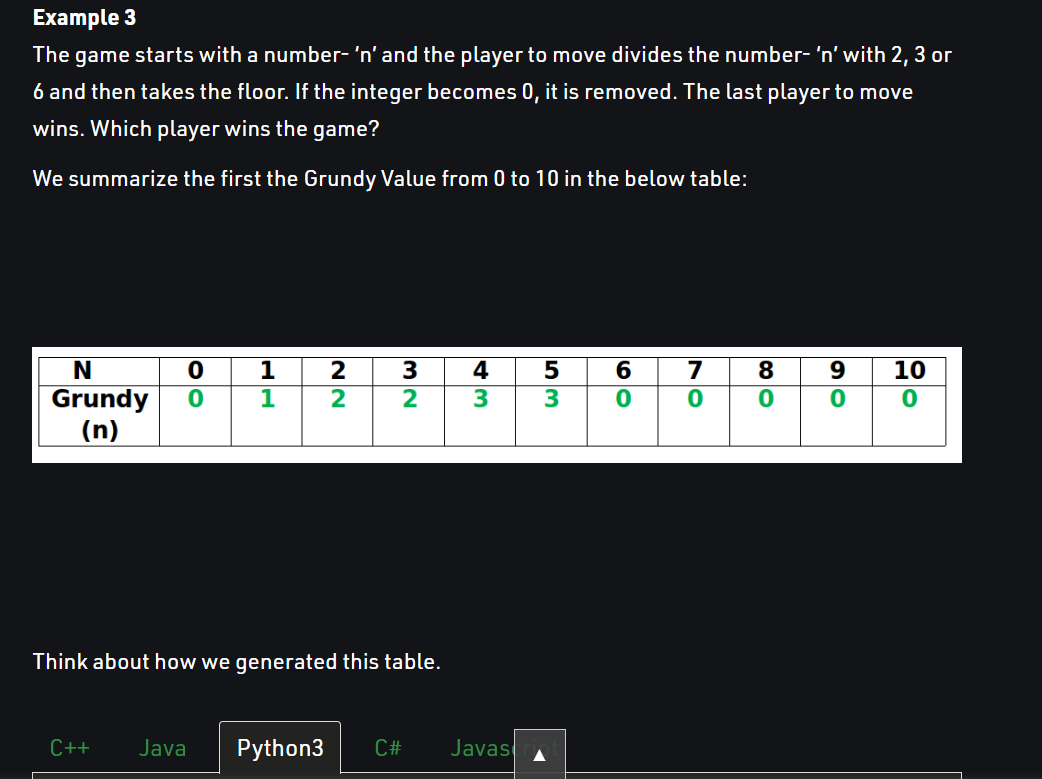 Example 3
The game starts with a number- ‘n’ and the player to move divides the number- ‘n’ with 2, 3 or
6 and then takes the floor. If the integer becomes 0, it is removed. The last player to move
wins. Which player wins the game?
We summarize the first the Grundy Value from 0 to 10 in the below table:
N 0 1 2 3 4 5 6 7 8 9 10
Grundy 0 1 2 2 3 3 0 0 0 0 0
(n)
Think about how we generated this table.
C++ Java Python3 C# Javascript